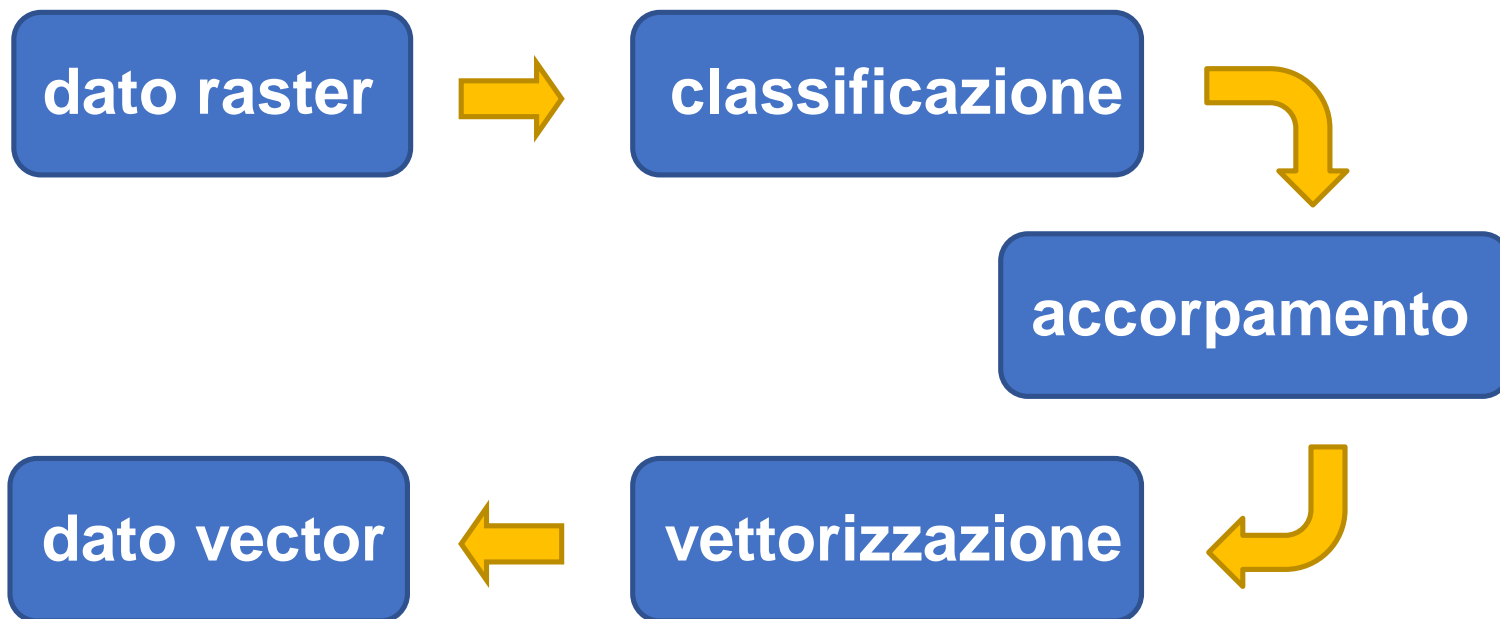 dato raster
classificazione
accorpamento
vettorizzazione
dato vector